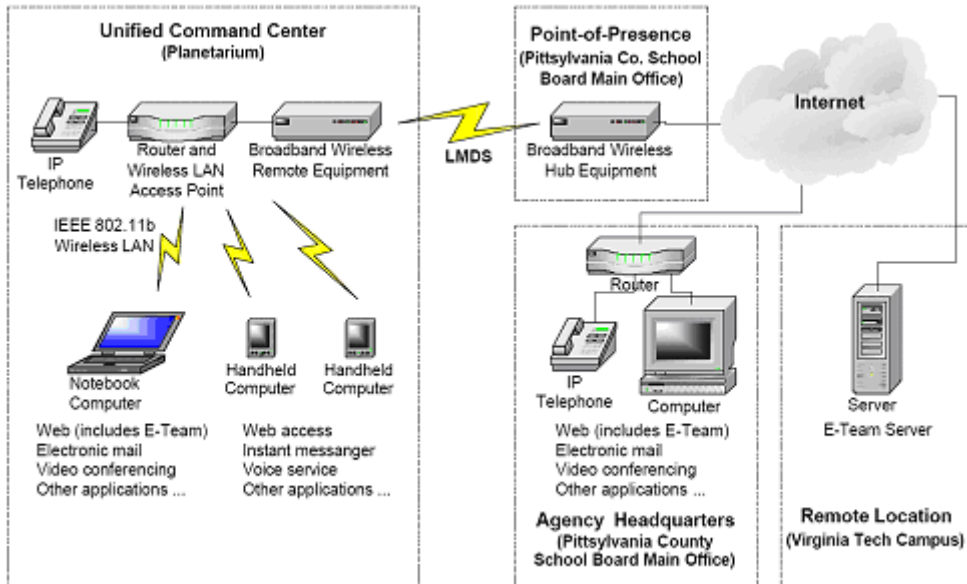 Unified Command Center
(Planetarium)
IP
Telephone
Router and
Wireless LAN
Access Point
Broadband Wireless
Remote Equipment
LMDS
IEEE 802.11b
Wireless LAN
Notebook
Computer
Handheld
Computer
Handheld
Computer
Web (includes E-Team)
Electronic mail
Video conferencing
Other applications ...
Web access
Instant messanger
Voice service
Other applications ...
Point-of-Presence
(Pittsylvania Co. School
Board Main Office)
Broadband Wireless
Hub Equipment
Internet
Router
IP
Telephone
Computer
Web (includes E-Team)
Electronic mail
Video conferencing
Other applications ...
Agency Headquarters
(Pittsylvania County
School Board Main Office)
Server
E-Team Server
Remote Location
(Virginia Tech Campus)